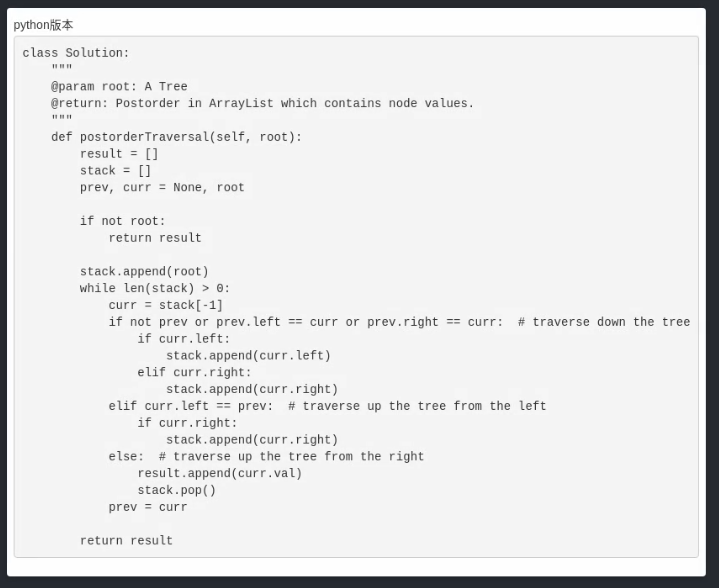 python版本
class Solution:
    """
    @param root: A Tree
    @return: Postorder in ArrayList which contains node values.
    """
    def postorderTraversal(self, root):
        result = []
        stack = []
        prev, curr = None, root

        if not root:
            return result

        stack.append(root)
        while len(stack) > 0:
            curr = stack[-1]
            if not prev or prev.left == curr or prev.right == curr:  # traverse down the tree
                if curr.left:
                    stack.append(curr.left)
                elif curr.right:
                    stack.append(curr.right)
            elif curr.left == prev:  # traverse up the tree from the left
                if curr.right:
                    stack.append(curr.right)
            else:  # traverse up the tree from the right
                result.append(curr.val)
                stack.pop()
            prev = curr

        return result